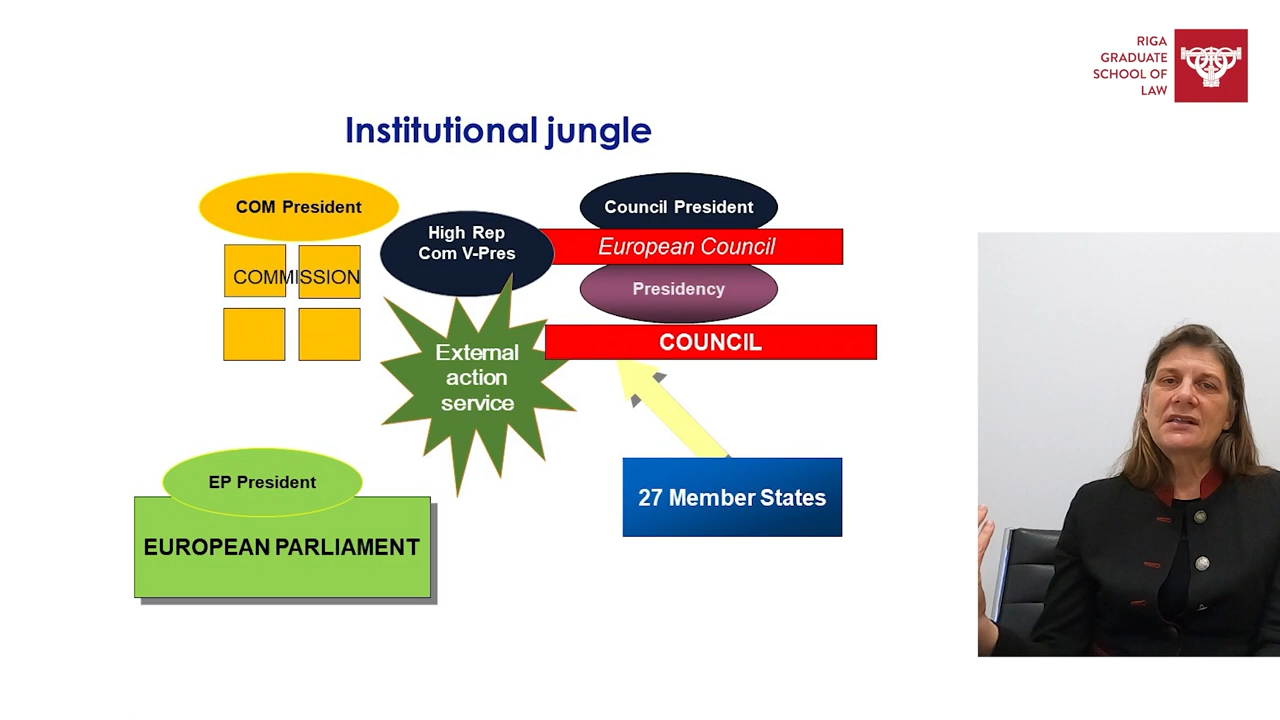 RIGA
GRADUATE
SCHOOL OF
LAW
Institutional jungle
COM President
COMMISSION
High Rep
Com V-Pres
Council President
European Council
Presidency
COUNCIL
External
action
service
27 Member States
EP President
EUROPEAN PARLIAMENT